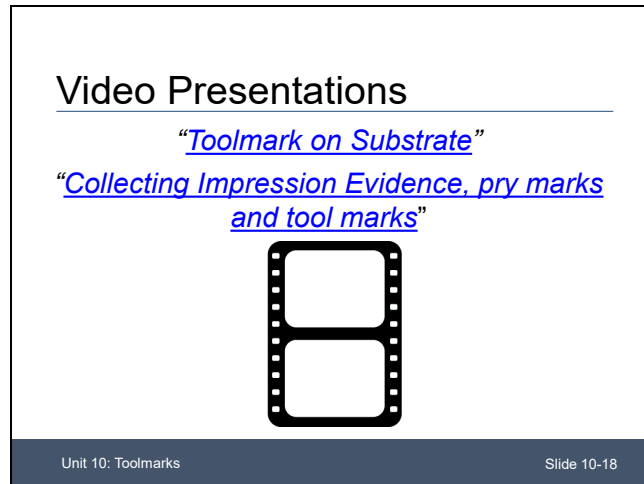 Video Presentations
“Toolmark on Substrate”
“Collecting Impression Evidence, pry marks
and tool marks”
Unit 10: Toolmarks
Slide 10-18